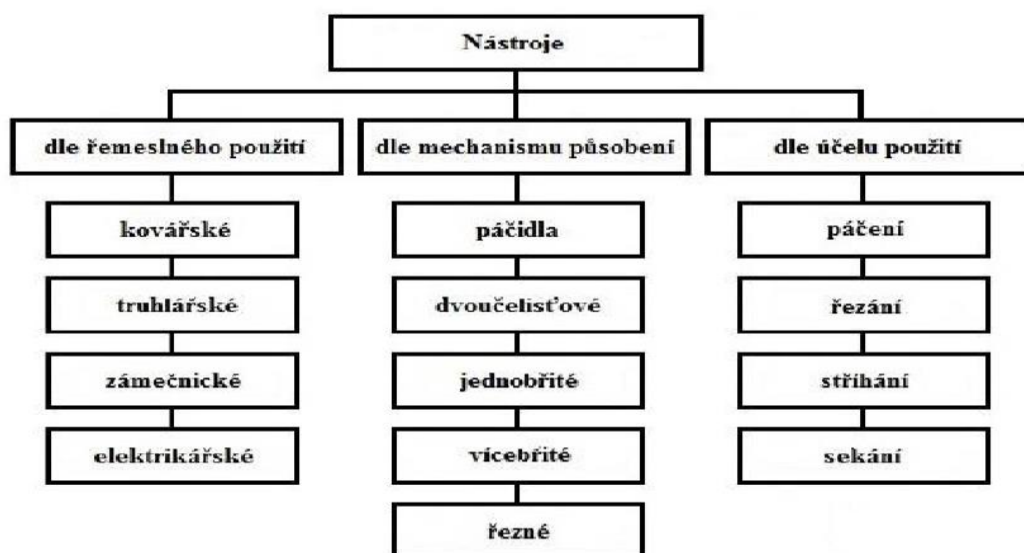 Nástroje
dle řemeslného použití
dle mechanismu působení
dle účelu použití
kovářské
páčidla
páčení
truhlářské
dvoučelisťové
řezání
zámečnické
jednobřité
stříhání
elektrikářské
vícebřité
sekání
řezné